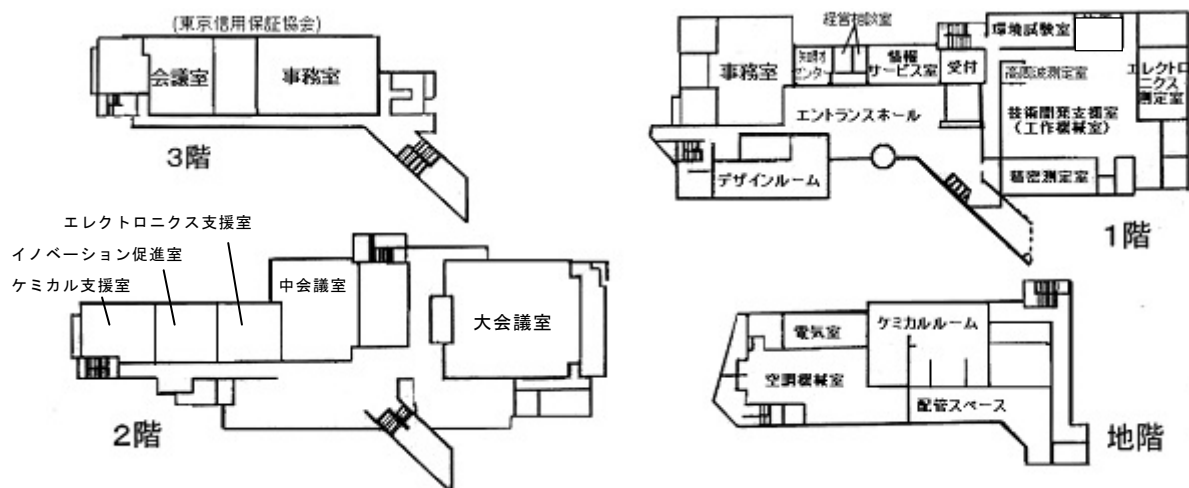 (東京信用保証協会)
会議室
事務室
3階
エレクトロニクス支援室
イノベーション促進室
ケミカル支援室
中会議室
大会議室
2階
経営相談室
事務室
知財
センター
情報
サービス室
受付
環境試験室
高周波測定室
エレクトロ
ニクス
測定室
エントランスホール
技術開発支援室
(工作機械室)
デザインルーム
精密測定室
1階
電気室
ケミカルルーム
空調機械室
配管スペース
地階